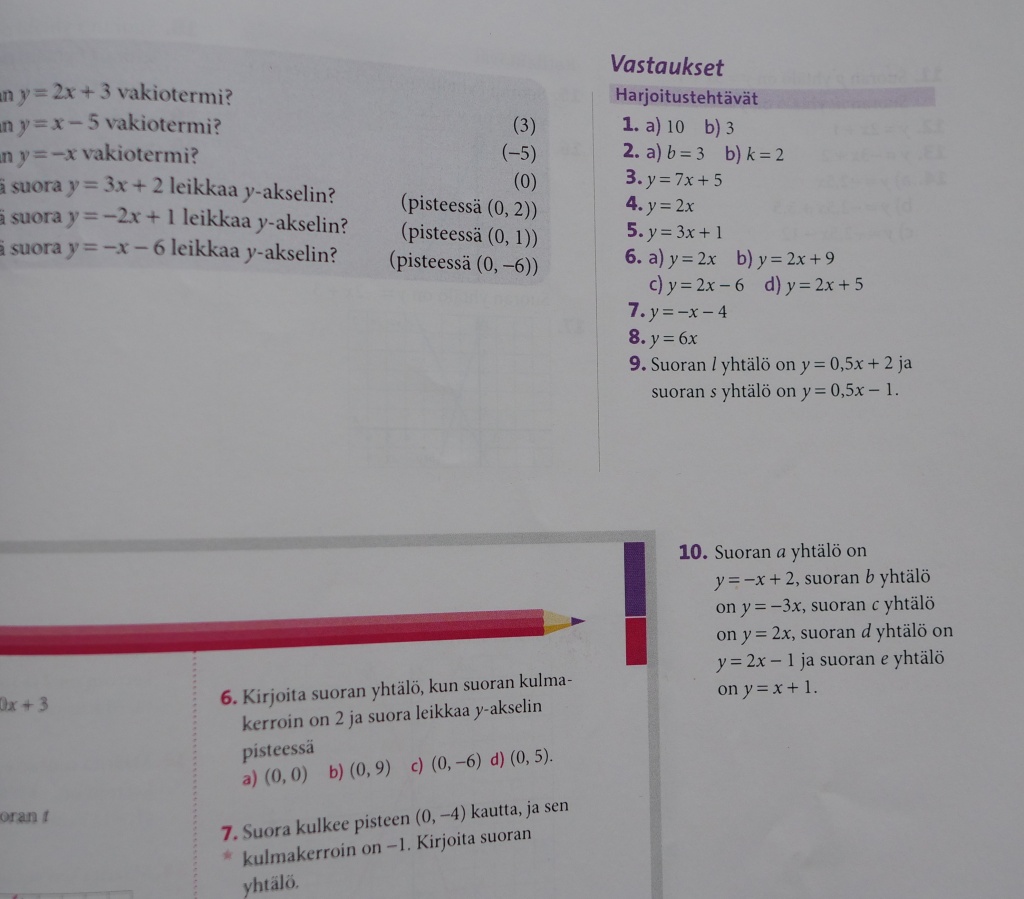 y = 2x + 3 vakiotermi?
(3)
y = x − 5 vakiotermi?
(−5)
y = −x vakiotermi?
(0)
suora y = 3x + 2 leikkaa y-akselin?
(pisteessä (0, 2))
suora y = −2x + 1 leikkaa y-akselin?
(pisteessä (0, 1))
suora y = −x − 6 leikkaa y-akselin?
(pisteessä (0, −6))
Vastaukset
Harjoitustehtävät
1. a) 10 b) 3
2. a) b = 3 b) k = 2
3. y = 7x + 5
4. y = 2x
5. y = 3x + 1
6. a) y = 2x b) y = 2x + 9
c) y = 2x − 6 d) y = 2x + 5
7. y = −x − 4
8. y = 6x
9. Suoran l yhtälö on y = 0,5x + 2 ja
suoran s yhtälö on y = 0,5x − 1.
10. Suoran a yhtälö on
y = −x + 2, suoran b yhtälö
on y = −3x, suoran c yhtälö
on y = 2x, suoran d yhtälö on
y = 2x − 1 ja suoran e yhtälö
on y = x + 1.
x + 3
t
6. Kirjoita suoran yhtälö, kun suoran kulma-
kerroin on 2 ja suora leikkaa y-akselin
pisteessä
a) (0, 0) b) (0, 9) c) (0, −6) d) (0, 5).
7. Suora kulkee pisteen (0, −4) kautta, ja sen
* kulmakerroin on −1. Kirjoita suoran
yhtälö.